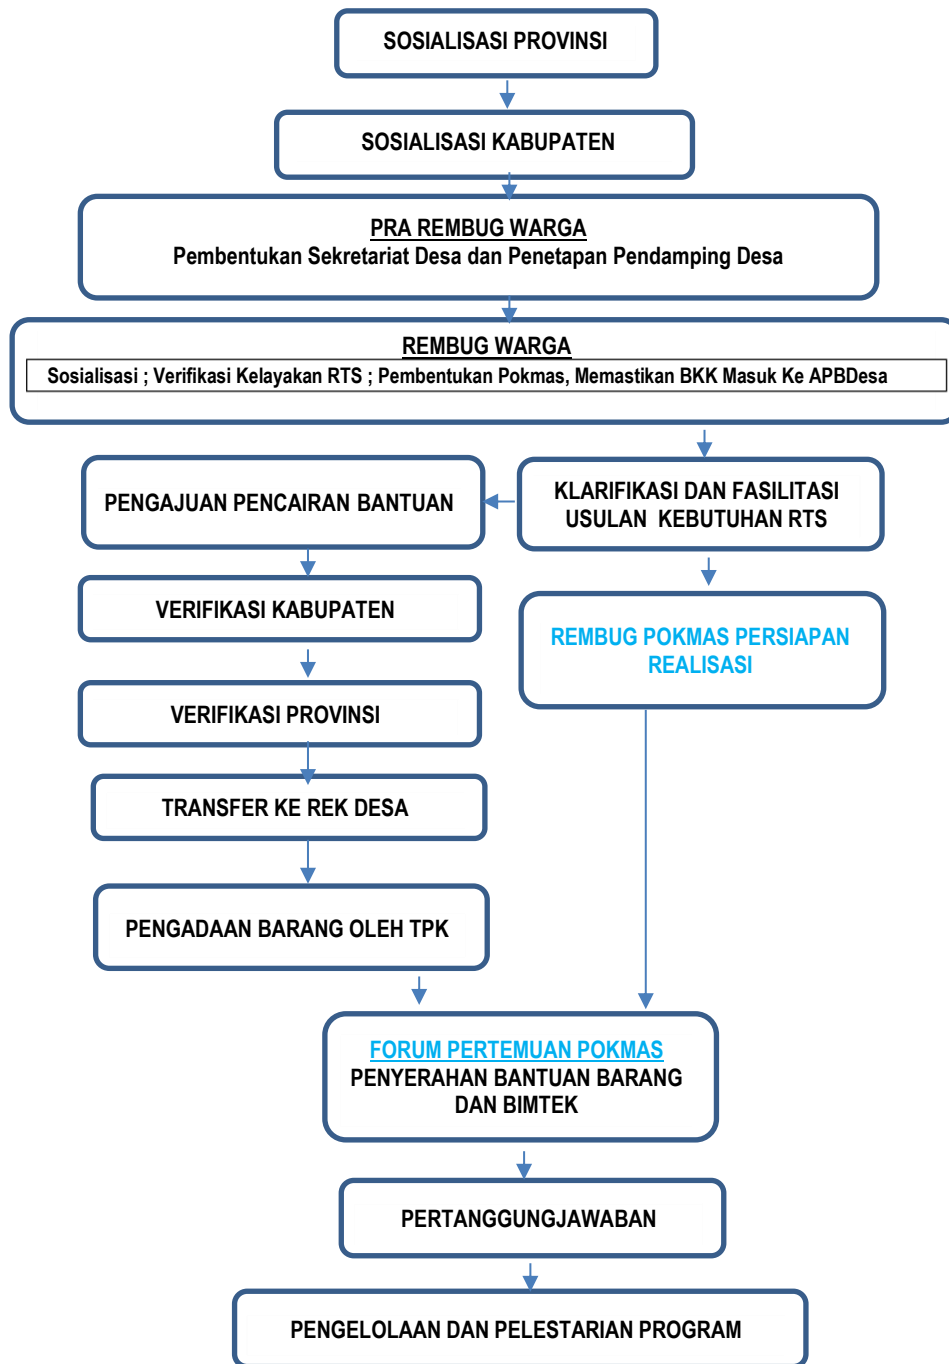 SOSIALISASI PROVINSI
SOSIALISASI KABUPATEN
PRA REMBUG WARGA
Pembentukan Sekretariat Desa dan Penetapan Pendamping Desa
REMBUG WARGA
Sosialisasi ; Verifikasi Kelayakan RTS ; Pembentukan Pokmas, Memastikan BKK Masuk Ke APBDesa
KLARIFIKASI DAN FASILITASI
USULAN KEBUTUHAN RTS
PENGAJUAN PENCAIRAN BANTUAN
VERIFIKASI KABUPATEN
REMBUG POKMAS PERSIAPAN
REALISASI
VERIFIKASI PROVINSI
TRANSFER KE REK DESA
PENGADAAN BARANG OLEH TPK
FORUM PERTEMUAN POKMAS
PENYERAHAN BANTUAN BARANG
DAN BIMTEK
PERTANGGUNGJAWABAN
PENGELOLAAN DAN PELESTARIAN PROGRAM